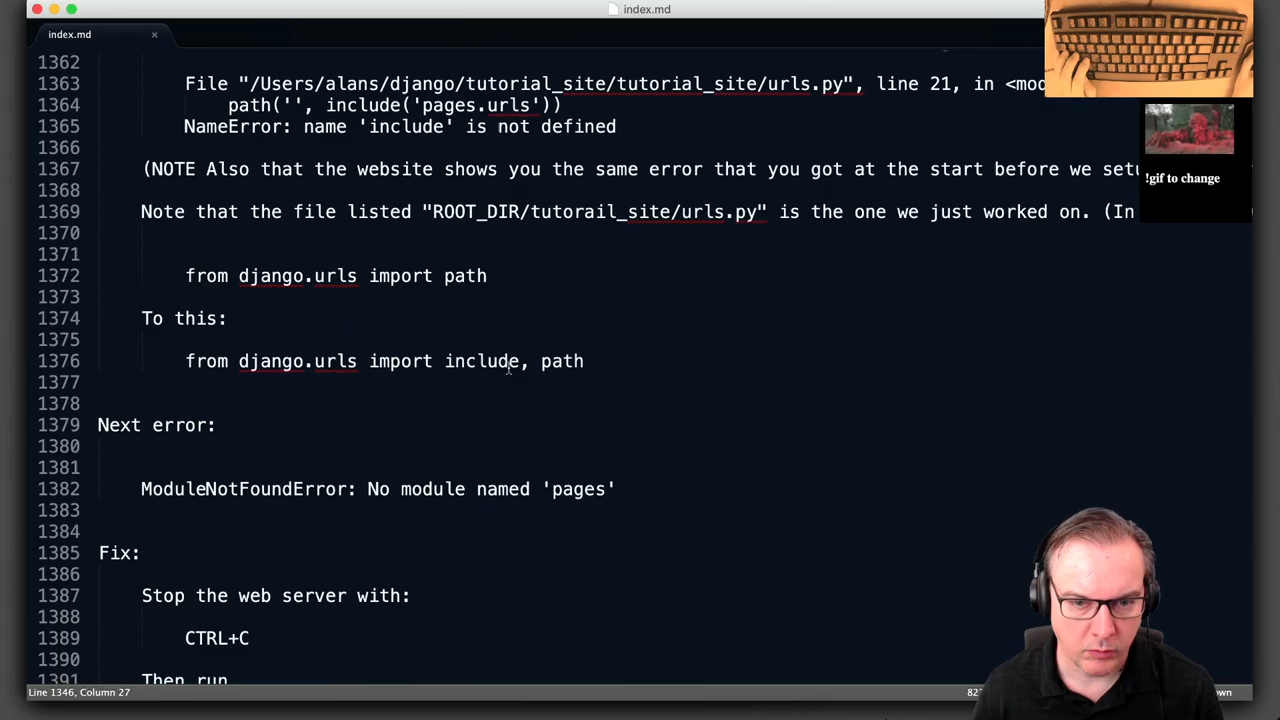 index.md
index.md ×
1362
1363 File "/Users/alans/django/tutorial_site/tutorial_site/urls.py", line 21, in <mod
1364 path('', include('pages.urls'))
1365 NameError: name 'include' is not defined
1366
1367 (NOTE Also that the website shows you the same error that you got at the start before we setu
1368
1369 Note that the file listed "ROOT_DIR/tutorail_site/urls.py" is the one we just worked on. (In
1370
1371
1372 from django.urls import path
1373
1374 To this:
1375
1376 from django.urls import include, path
1377
1378
1379 Next error:
1380
1381
1382 ModuleNotFoundError: No module named 'pages'
1383
1384
1385 Fix:
1386
1387 Stop the web server with:
1388
1389 CTRL+C
1390
1391 Then run
Line 1346, Column 27
!gif to change